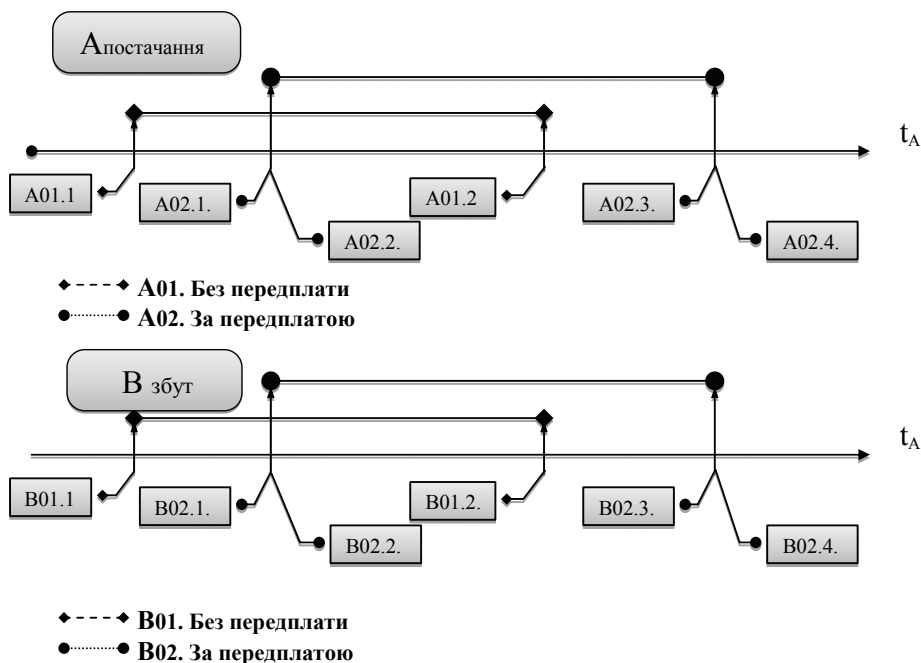 Aпостачання
tA
A01.1
A02.1.
A01.2
A02.3.
A02.2.
A02.4.
A01. Без передплати
A02. За передплатою
В збут
tA
B01.1
B02.1.
B01.2.
B02.3.
B02.2.
B02.4.
B01. Без передплати
B02. За передплатою